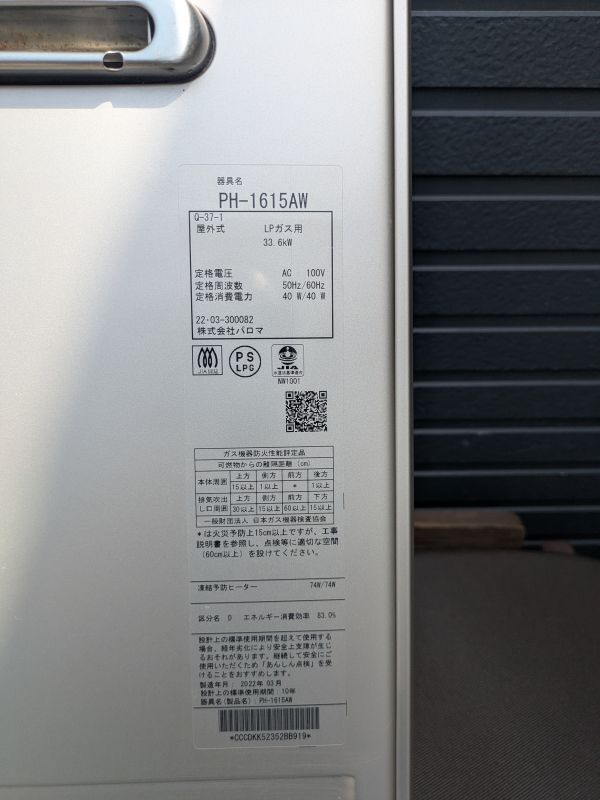 器具名
PH-1615AW
Q-37-1
屋外式 LPガス用
33.6kW
定格電圧 AC 100V
定格周波数 50Hz/60Hz
定格消費電力 40 W/40 W
22・03-300082
株式会社パロマ
JIA認証
PS LPG
JIA
NW1001
ガス機器防火性能評定品
可燃物からの離隔距離(cm)
本体周囲 上方 側方 前方 後方
15以上 1以上 * 1以上
排気吹出 上方 側方 前方 下方
し口周囲 30以上 15以上 60以上 15以上
一般財団法人 日本ガス機器検査協会
*は火災予防上15cm以上ですが、工事
説明書を参照し、点検等に適切な空間
(60cm以上)を設けてください。
凍結予防ヒーター 74W/74W
区分名 D エネルギー消費効率 83.0%
設計上の標準使用期間を超えて使用する
場合、経年劣化により安全上支障が生じ
るおそれがあります。継続して安全にご
使用いただくため「あんしん点検」を受
けることをおすすめします。
製造年月: 2022年 03月
設計上の標準使用期間:10年
器具名(製品名):PH-1615AW
*CCCDKK52352BB919*